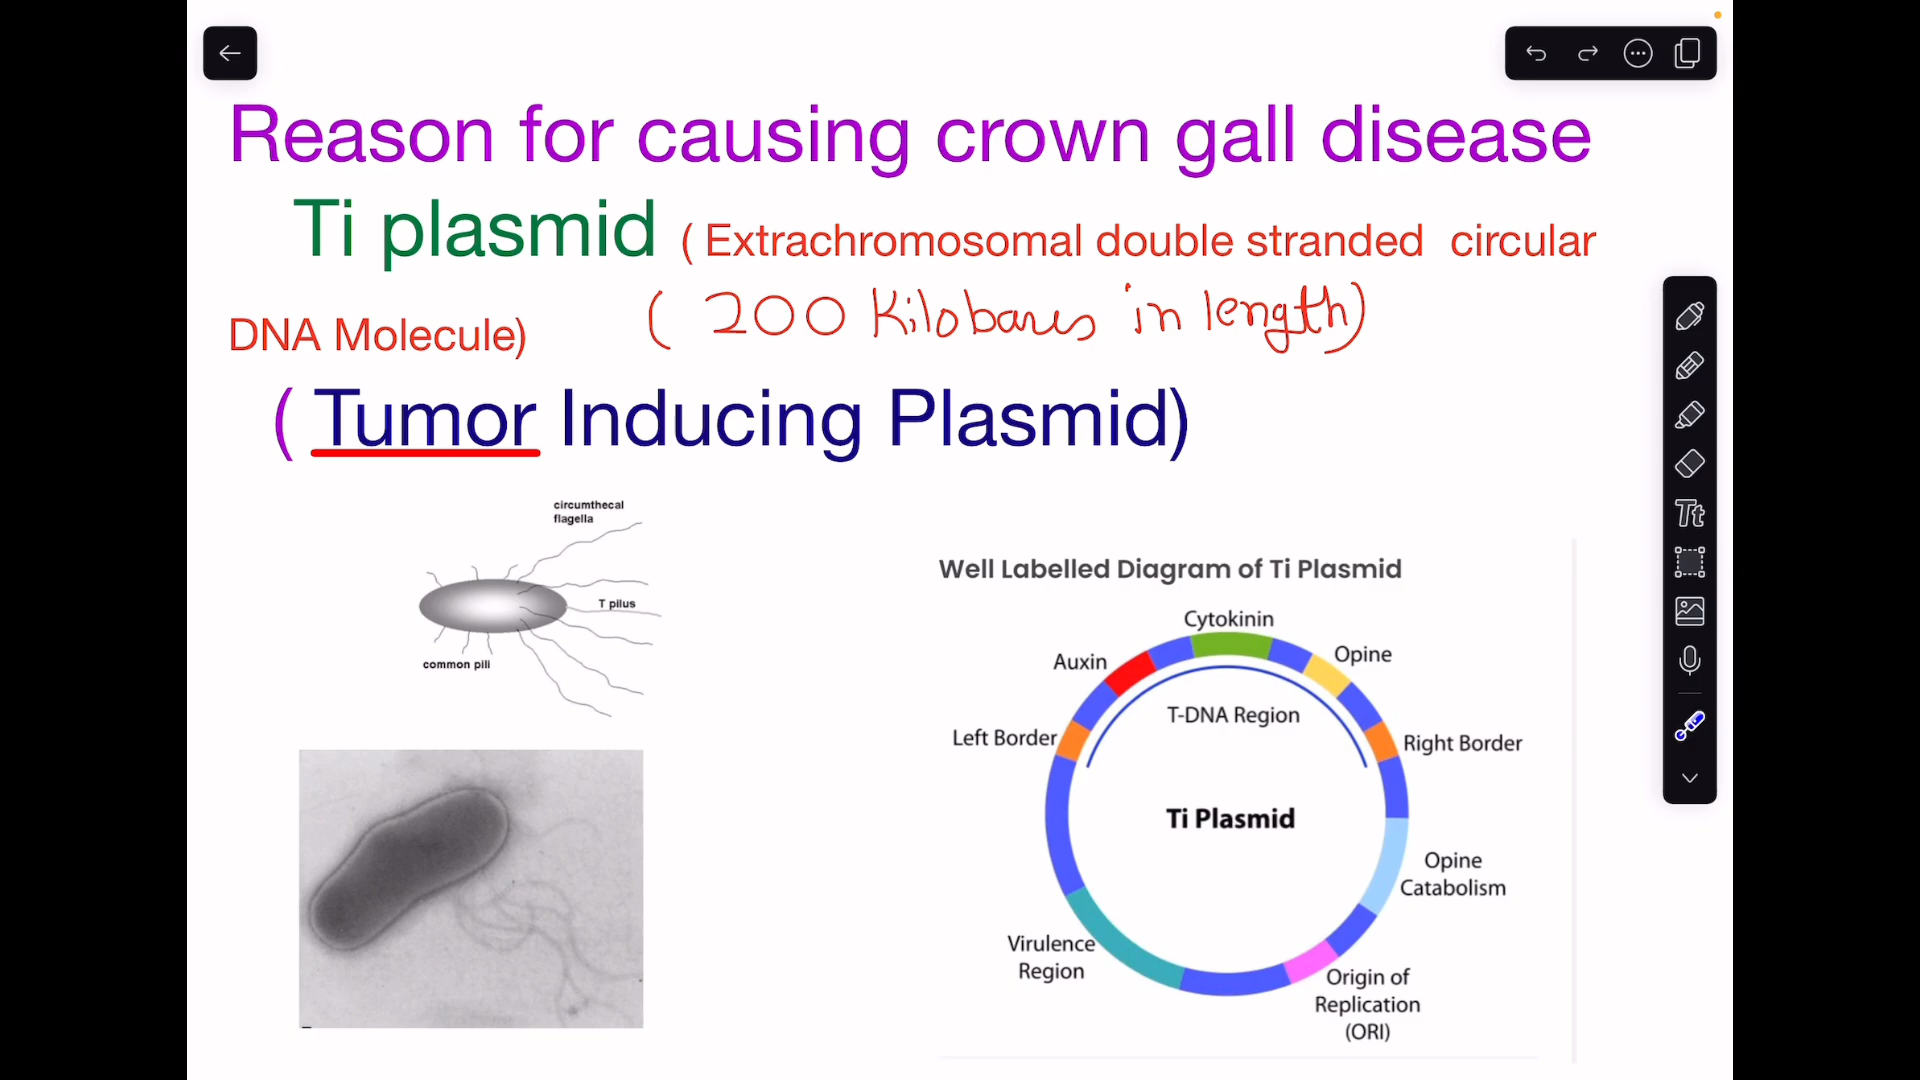 Reason for causing crown gall disease
Ti plasmid ( Extrachromosomal double stranded circular
DNA Molecule) ( 200 Kilobases in length)
( Tumor Inducing Plasmid)
circumthecal
flagella
T pilus
common pili
Well Labelled Diagram of Ti Plasmid
Cytokinin
Auxin
Opine
T-DNA Region
Left Border
Right Border
Ti Plasmid
Opine
Catabolism
Virulence
Region
Origin of
Replication
(ORI)
Tt